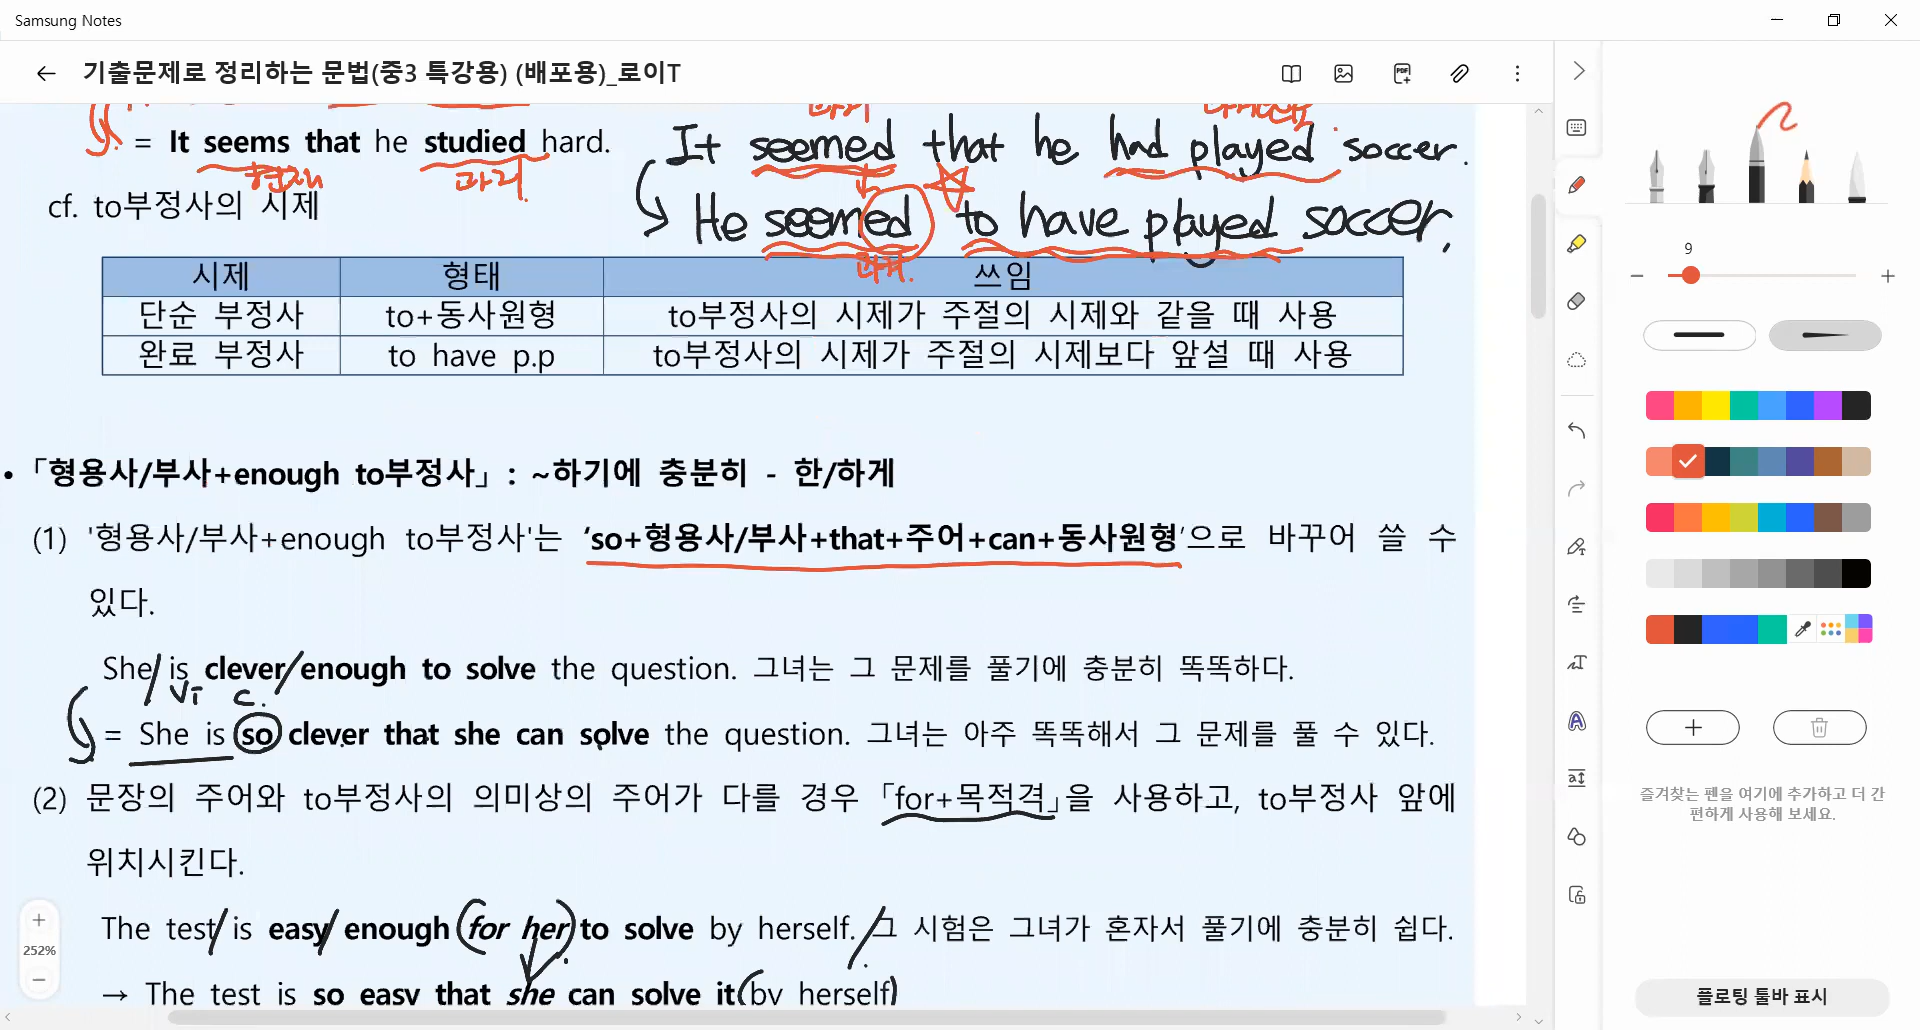 Samsung Notes
기출문제로 정리하는 문법(중3 특강용) (배포용)_로이T
= It seems that he studied hard.
현재 과거
It seemed that he had played soccer.
cf. to부정사의 시제
He seemed to have played soccer.
과거.
시제 형태 쓰임
단순 부정사 to+동사원형 to부정사의 시제가 주절의 시제와 같을 때 사용
완료 부정사 to have p.p to부정사의 시제가 주절의 시제보다 앞설 때 사용
• 「형용사/부사+enough to부정사」 : ~하기에 충분히 - 한/하게
(1) '형용사/부사+enough to부정사'는 ‘so+형용사/부사+that+주어+can+동사원형’으로 바꾸어 쓸 수
있다.
She/ is clever/enough to solve the question. 그녀는 그 문제를 풀기에 충분히 똑똑하다.
C.
= She is so clever that she can solve the question. 그녀는 아주 똑똑해서 그 문제를 풀 수 있다.
(2) 문장의 주어와 to부정사의 의미상의 주어가 다를 경우 「for+목적격」을 사용하고, to부정사 앞에
위치시킨다.
The test/ is easy/ enough (for her) to solve by herself. / 그 시험은 그녀가 혼자서 풀기에 충분히 쉽다.
→ The test is so easy that she can solve it (by herself)
252%
PDF
9
즐겨찾는 펜을 여기에 추가하고 더 간
편하게 사용해 보세요.
플로팅 툴바 표시